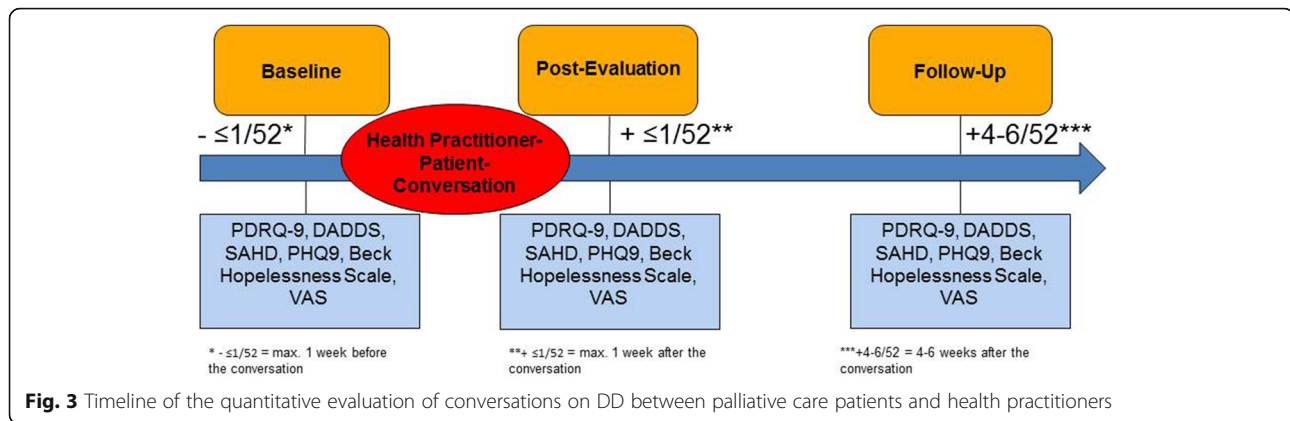 Baseline
Post-Evaluation
Follow-Up
- ≤1/52*
+ ≤1/52**
+4-6/52***
Health Practitioner-
Patient-
Conversation
PDRQ-9, DADDS,
SAHD, PHQ9, Beck
Hopelessness Scale,
VAS
PDRQ-9, DADDS,
SAHD, PHQ9, Beck
Hopelessness Scale,
VAS
PDRQ-9, DADDS,
SAHD, PHQ9, Beck
Hopelessness Scale,
VAS
* - ≤1/52 = max. 1 week before
the conversation
**+ ≤1/52 = max. 1 week after the
conversation
***+4-6/52 = 4-6 weeks after the
conversation
Fig. 3 Timeline of the quantitative evaluation of conversations on DD between palliative care patients and health practitioners